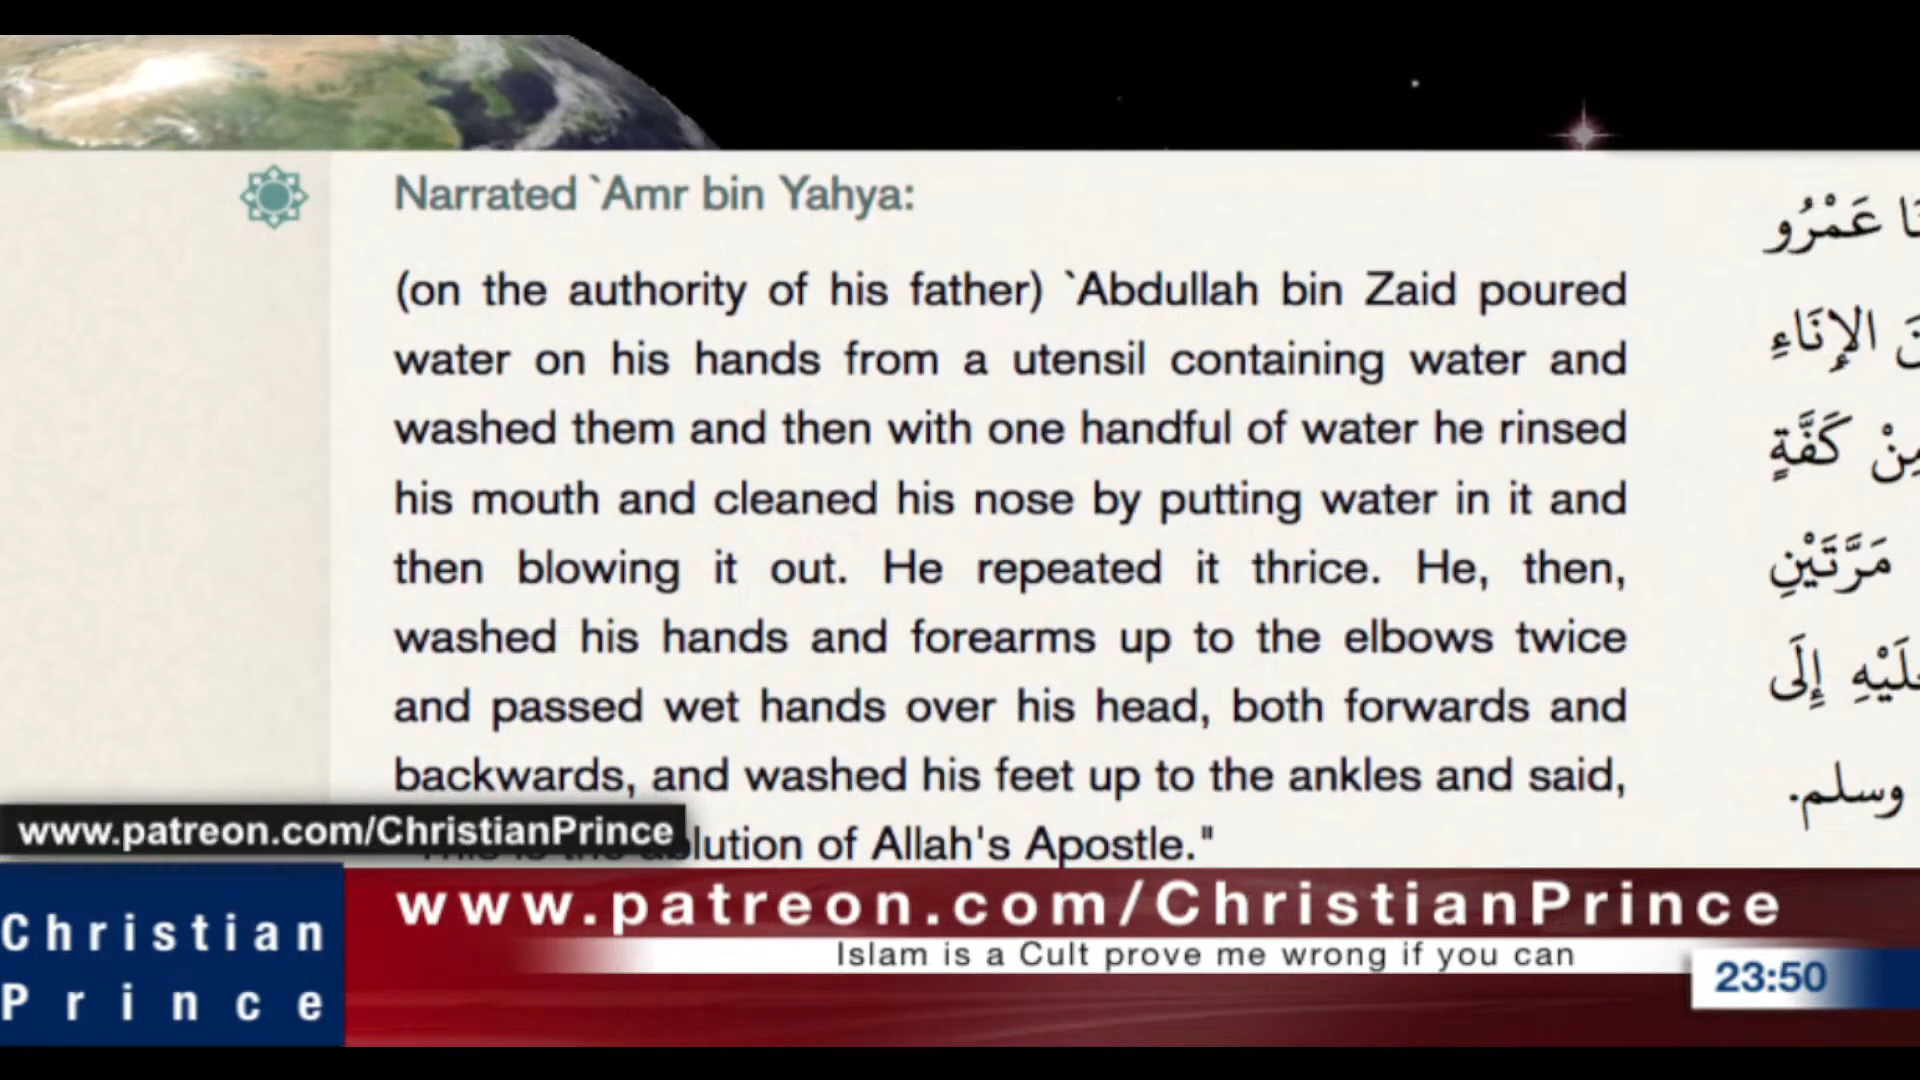 Narrated `Amr bin Yahya:
(on the authority of his father) `Abdullah bin Zaid poured
water on his hands from a utensil containing water and
washed them and then with one handful of water he rinsed
his mouth and cleaned his nose by putting water in it and
then blowing it out. He repeated it thrice. He, then,
washed his hands and forearms up to the elbows twice
and passed wet hands over his head, both forwards and
backwards, and washed his feet up to the ankles and said,
ablution of Allah's Apostle."
عَمْرُو
الإِنَاءِ
مِنْ كَفَّةٍ
مَرَّتَيْنِ
إِلَى
وسلم.
www.patreon.com/ChristianPrince
Christian
Prince
www.patreon.com/ChristianPrince
Islam is a Cult prove me wrong if you can
23:50